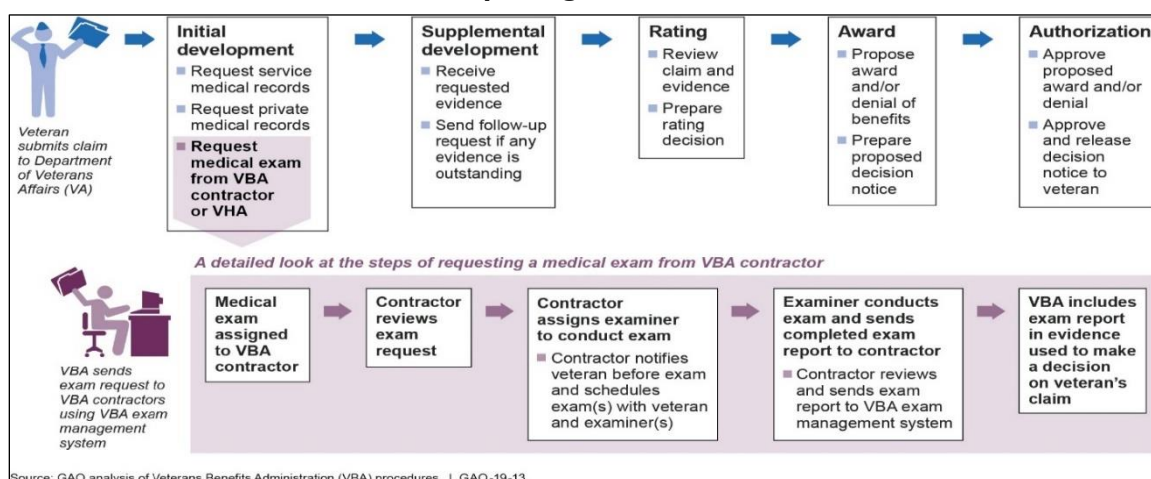 Veteran
submits claim
to Department
of Veterans
Affairs (VA)
Initial
development
Request service
medical records
Request private
medical records
Request
medical exam
from VBA
contractor
or VHA
Supplemental
development
Receive
requested
evidence
Send follow-up
request if any
evidence is
outstanding
Rating
Review
claim and
evidence
Prepare
rating
decision
Award
Propose
award
and/or
denial of
benefits
Prepare
proposed
decision
notice
Authorization
Approve
proposed
award and/or
denial
Approve
and release
decision
notice to
veteran
A detailed look at the steps of requesting a medical exam from VBA contractor
VBA sends
exam request to
VBA contractors
using VBA exam
management
system
Medical
exam
assigned
to VBA
contractor
Contractor
reviews
exam
request
Contractor
assigns examiner
to conduct exam
Contractor notifies
veteran before exam
and schedules
exam(s) with veteran
and examiner(s)
Examiner conducts
exam and sends
completed exam
report to contractor
Contractor reviews
and sends exam
report to VBA exam
management system
VBA includes
exam report
in evidence
used to make
a decision
on veteran's
claim
Source: GAO analysis of Veterans Benefits Administration (VBA) procedures. | GAO-19-13